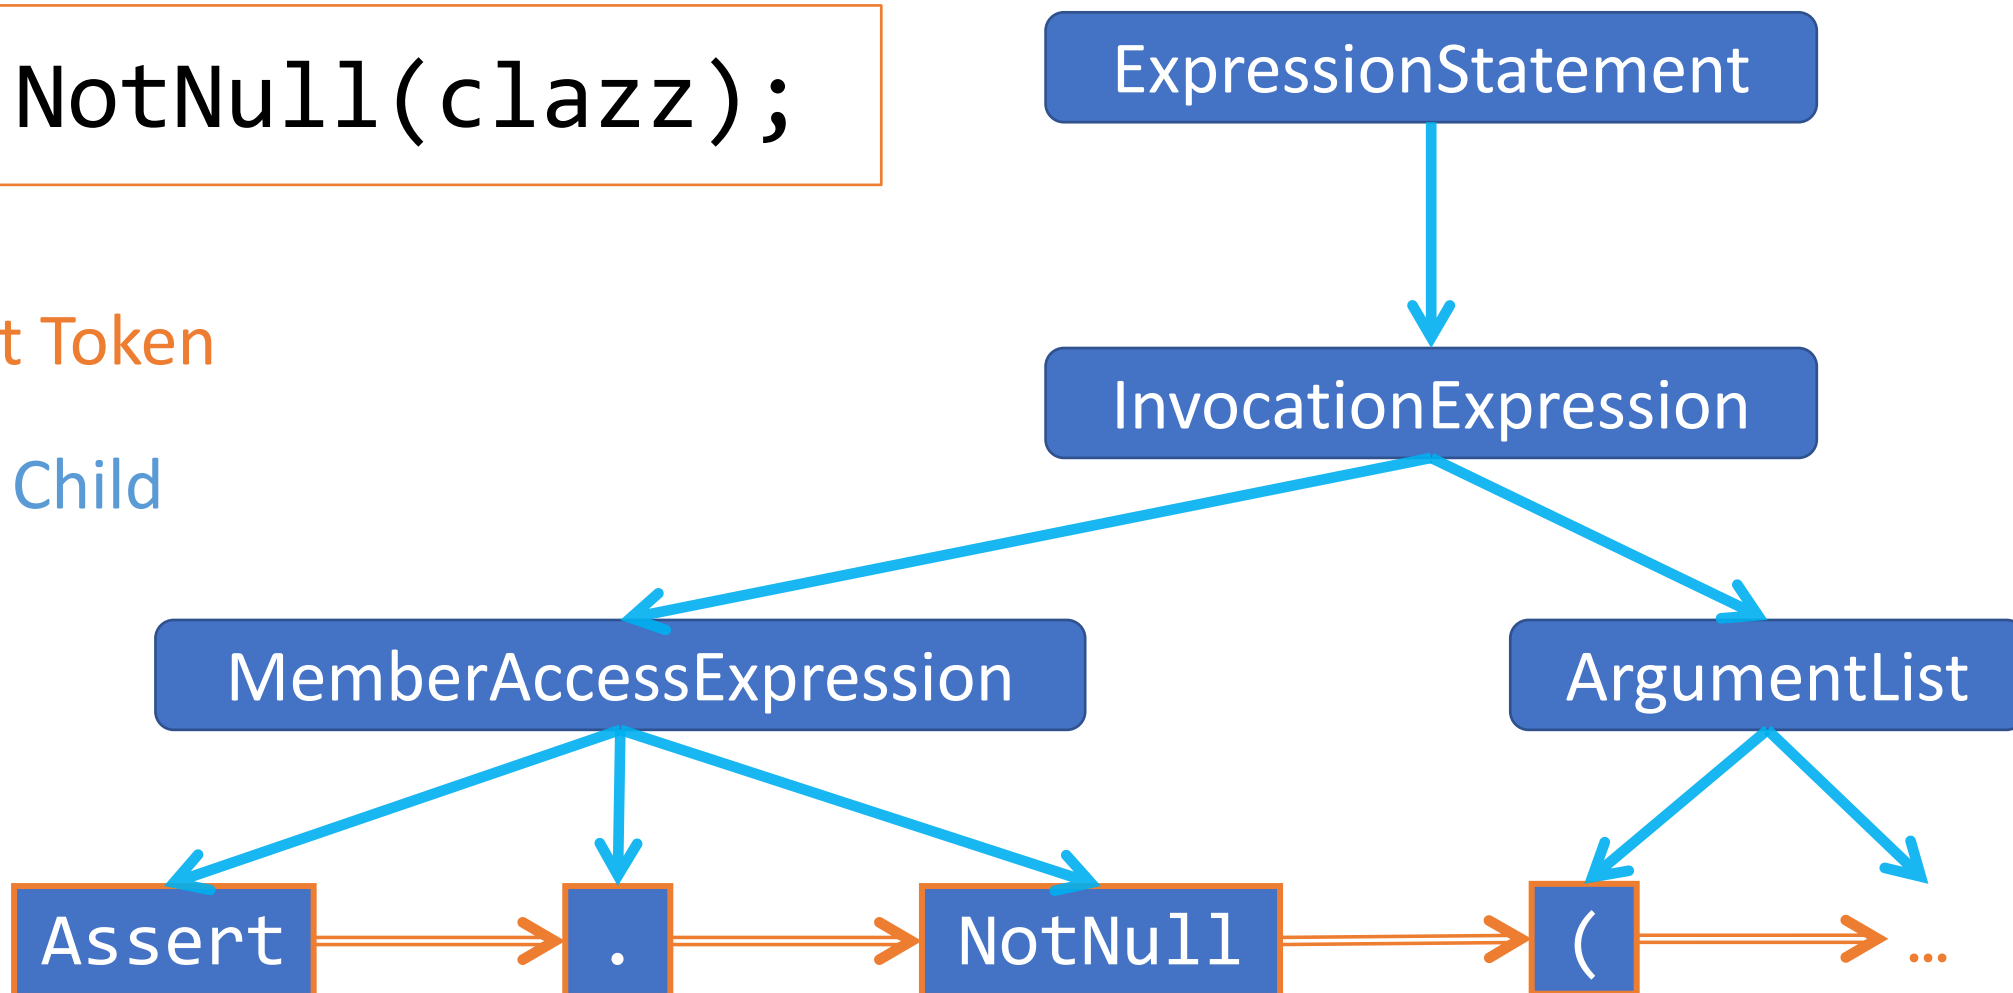 NotNull(clazz);
ExpressionStatement
t Token
InvocationExpression
Child
MemberAccessExpression
ArgumentList
Assert . NotNull ( …